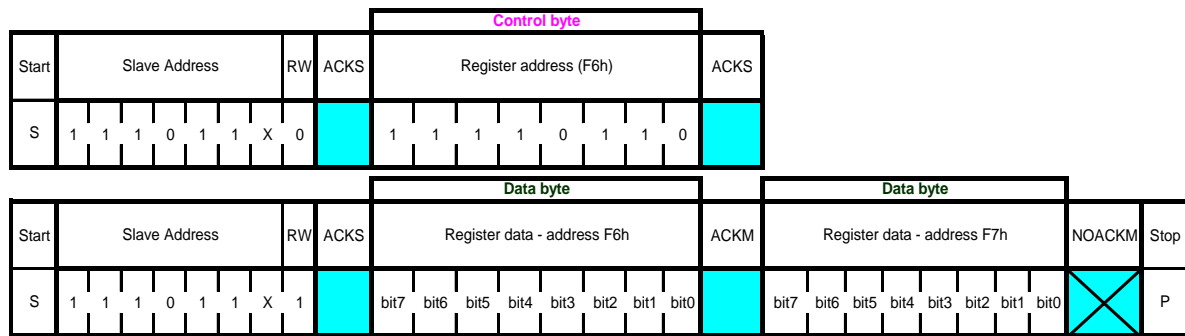 Control byte
Start Slave Address RW ACKS Register address (F6h) ACKS
S 1 1 1 0 1 1 X 0 1 1 1 1 0 1 1 0
Data byte Data byte
Start Slave Address RW ACKS Register data - address F6h ACKM Register data - address F7h NOACKM Stop
S 1 1 1 0 1 1 X 1 bit7 bit6 bit5 bit4 bit3 bit2 bit1 bit0 bit7 bit6 bit5 bit4 bit3 bit2 bit1 bit0 P